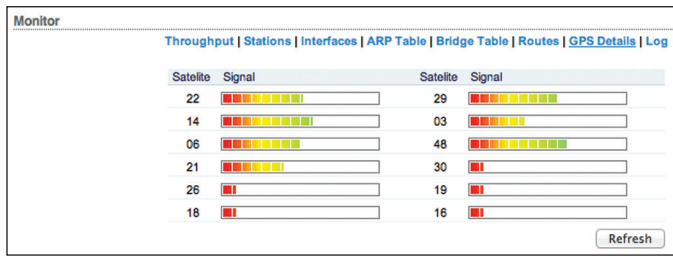 Monitor
Throughput | Stations | Interfaces | ARP Table | Bridge Table | Routes | GPS Details | Log
Satelite Signal Satelite Signal
22 29
14 03
06 48
21 30
26 19
18 16
Refresh